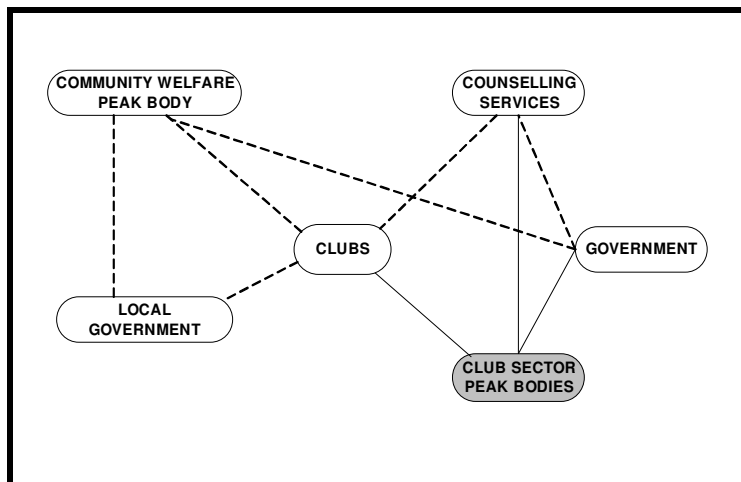 COMMUNITY WELFARE
PEAK BODY
COUNSELLING
SERVICES
CLUBS
GOVERNMENT
LOCAL
GOVERNMENT
CLUB SECTOR
PEAK BODIES